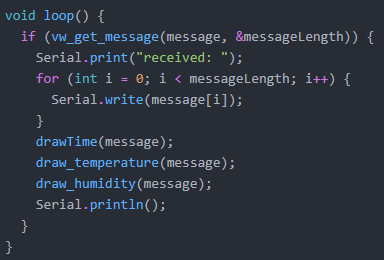 void loop() {
  if (vw_get_message(message, &messageLength)) {
    Serial.print("received: ");
    for (int i = 0; i < messageLength; i++) {
      Serial.write(message[i]);
    }
    drawTime(message);
    draw_temperature(message);
    draw_humidity(message);
    Serial.println();
  }
}